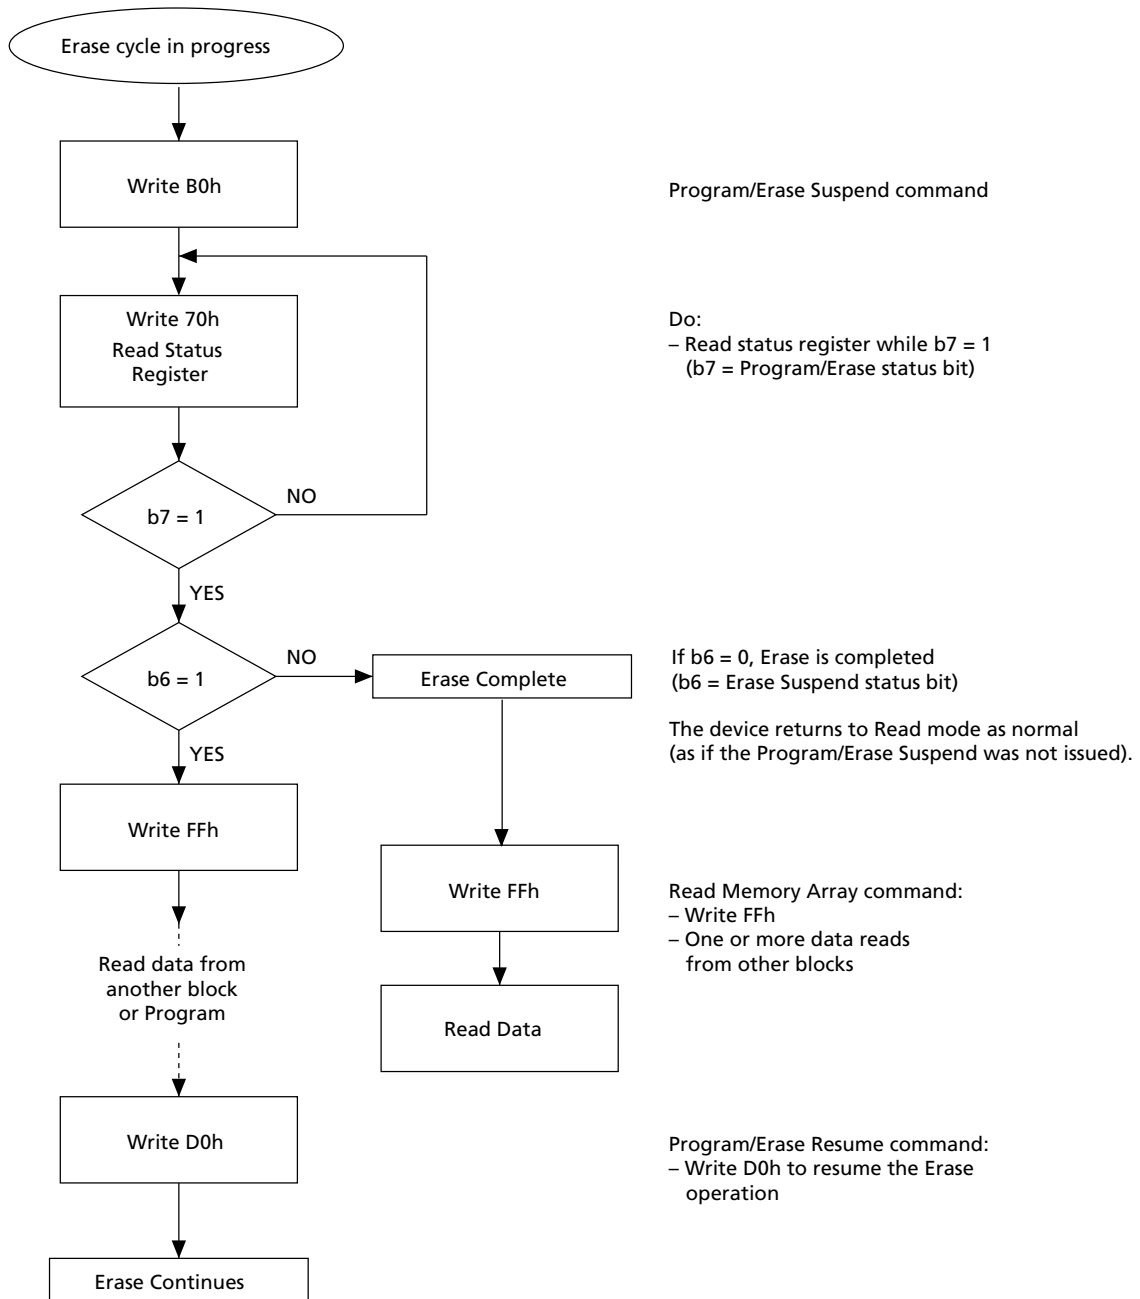 Erase cycle in progress
Write B0h
Program/Erase Suspend command
Write 70h
Read Status
Register
Do:
– Read status register while b7 = 1
(b7 = Program/Erase status bit)
b7 = 1
NO
YES
b6 = 1
NO
Erase Complete
If b6 = 0, Erase is completed
(b6 = Erase Suspend status bit)
The device returns to Read mode as normal
(as if the Program/Erase Suspend was not issued).
YES
Write FFh
Write FFh
Read Memory Array command:
– Write FFh
– One or more data reads
from other blocks
Read data from
another block
or Program
Read Data
Write D0h
Program/Erase Resume command:
– Write D0h to resume the Erase
operation
Erase Continues